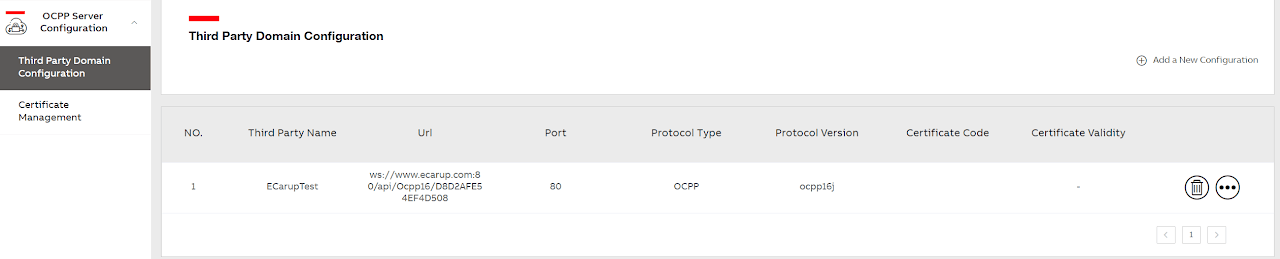 OCPP Server
Configuration
Third Party Domain
Configuration
Certificate
Management
Third Party Domain Configuration
Add a New Configuration
NO. Third Party Name Url Port Protocol Type Protocol Version Certificate Code Certificate Validity
ws://www.ecarup.com:8
1 ECarupTest 0/api/Ocpp16/D8D2AFE5 80 OCPP ocpp16j -
4EF4D508
< 1 >